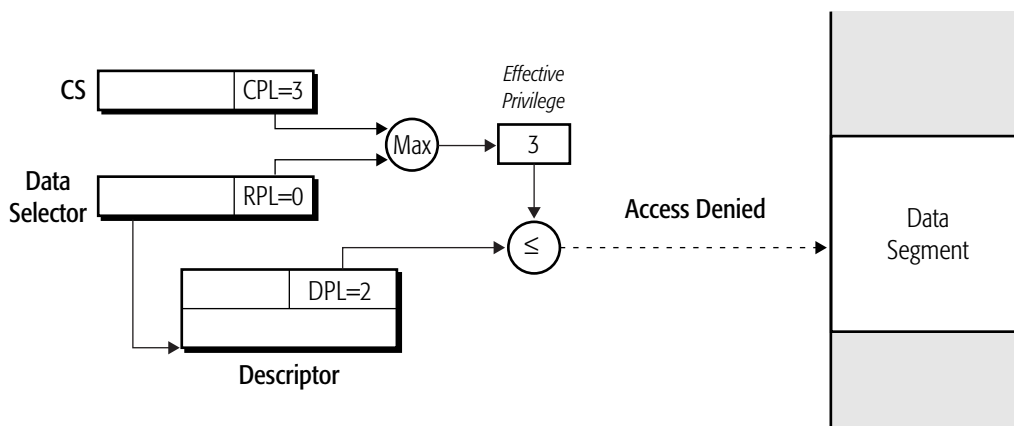 CS
CPL=3
Effective
Privilege
Max
3
Data
Selector
RPL=0
Access Denied
≤
Data
Segment
DPL=2
Descriptor